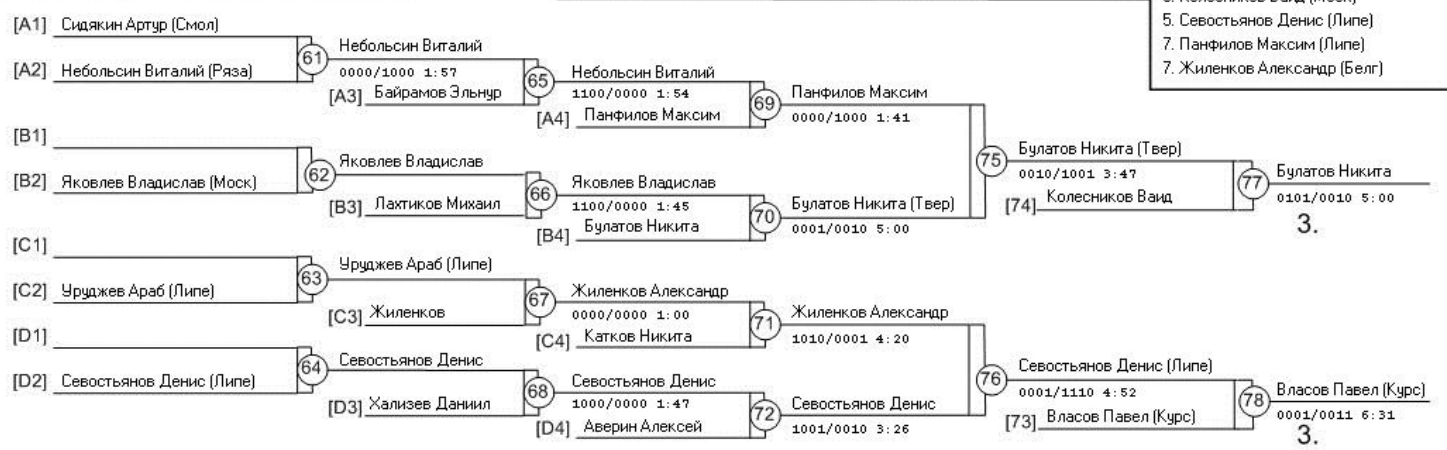 3. Колесников Ваид (Моск)
5. Севостьянов Денис (Липе)
7. Панфилов Максим (Липе)
7. Жиленков Александр (Белг)
[A1] Сидякин Артур (Смол)
61
Небольсин Виталий
[A2] Небольсин Виталий (Ряза)
0000/1000 1:57
65
Небольсин Виталий
[A3] Байрамов Эльнур
1100/0000 1:54
69
Панфилов Максим
[A4] Панфилов Максим
0000/1000 1:41
[B1]
62
Яковлев Владислав
[B2] Яковлев Владислав (Моск)
66
Яковлев Владислав
[B3] Лахтиков Михаил
1100/0000 1:45
70
Булатов Никита (Твер)
[B4] Булатов Никита
0001/0010 5:00
75
Булатов Никита (Твер)
0010/1001 3:47
[74] Колесников Ваид
77
Булатов Никита
0101/0010 5:00
3.
[C1]
63
Уруджев Араб (Липе)
[C2] Уруджев Араб (Липе)
67
Жиленков Александр
[C3] Жиленков
0000/0000 1:00
71
Жиленков Александр
[C4] Катков Никита
1010/0001 4:20
[D1]
64
Севостьянов Денис
[D2] Севостьянов Денис (Липе)
68
Севостьянов Денис
[D3] Хализев Даниил
1000/0000 1:47
72
Севостьянов Денис
[D4] Аверин Алексей
1001/0010 3:26
76
Севостьянов Денис (Липе)
0001/1110 4:52
[73] Власов Павел (Курс)
78
Власов Павел (Курс)
0001/0011 6:31
3.